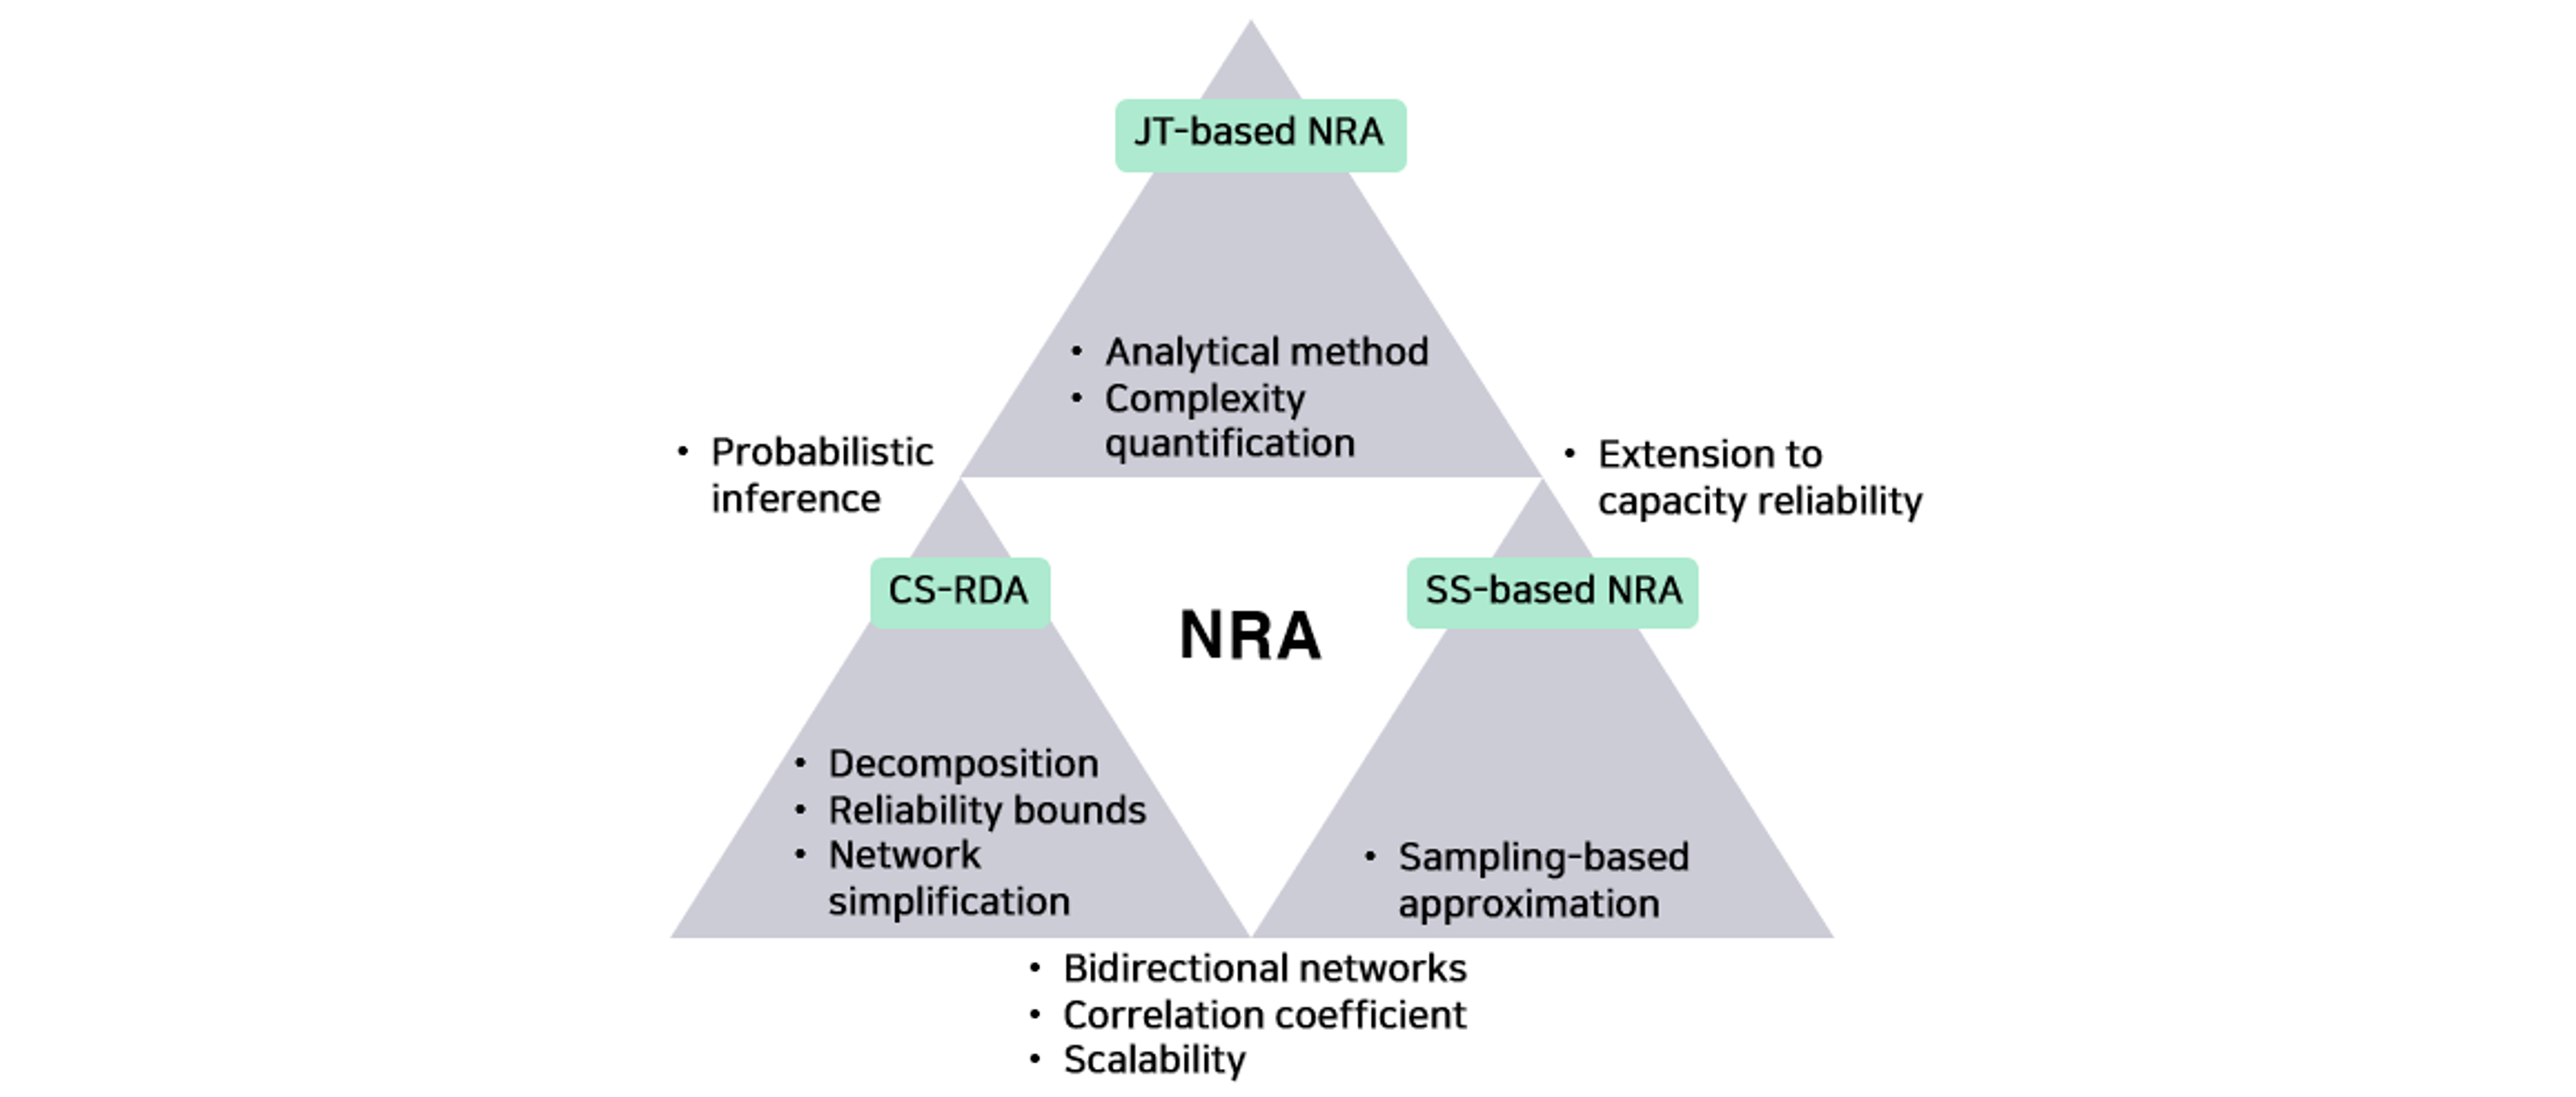 JT-based NRA
• Analytical method
• Complexity
quantification
• Probabilistic
inference
• Extension to
capacity reliability
CS-RDA
NRA
SS-based NRA
• Decomposition
• Reliability bounds
• Network
simplification
• Sampling-based
approximation
• Bidirectional networks
• Correlation coefficient
• Scalability